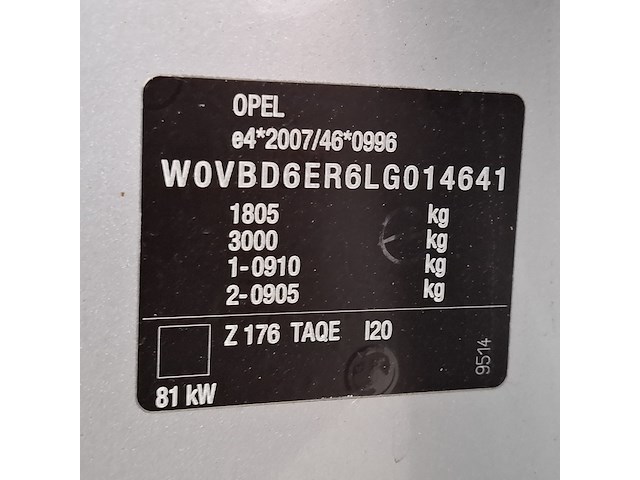 OPEL
e4*2007/46*0996
W0VBD6ER6LG014641
1805 kg
3000 kg
1-0910 kg
2-0905 kg
Z 176 TAQE I20
81 kW
9514